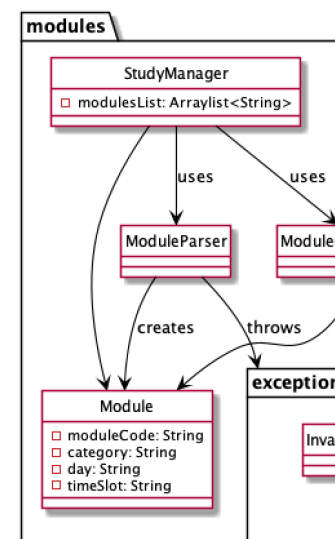 modules
StudyManager
modulesList: Arraylist<String>
uses
uses
ModuleParser
Module
creates
throws
Module
exception
moduleCode: String
category: String
day: String
timeSlot: String
Inva